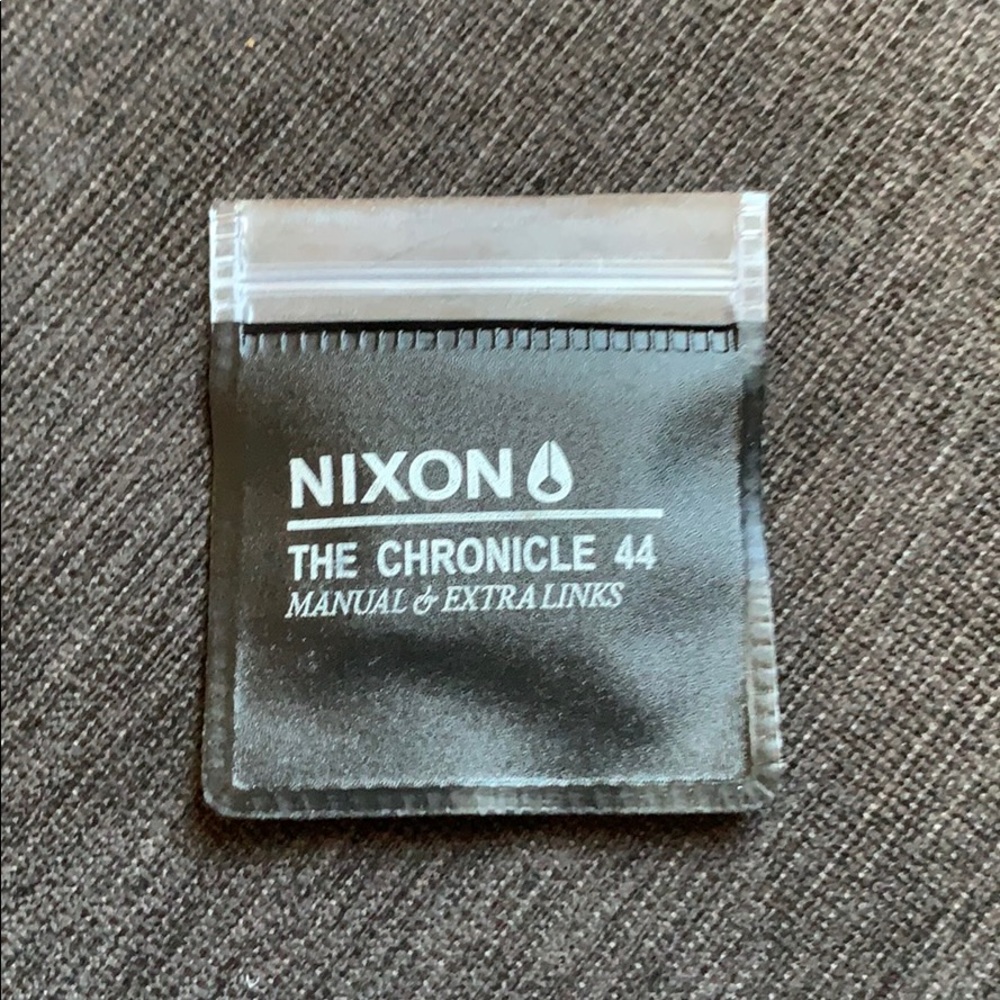 NIXON
THE CHRONICLE 44
MANUAL & EXTRA LINKS